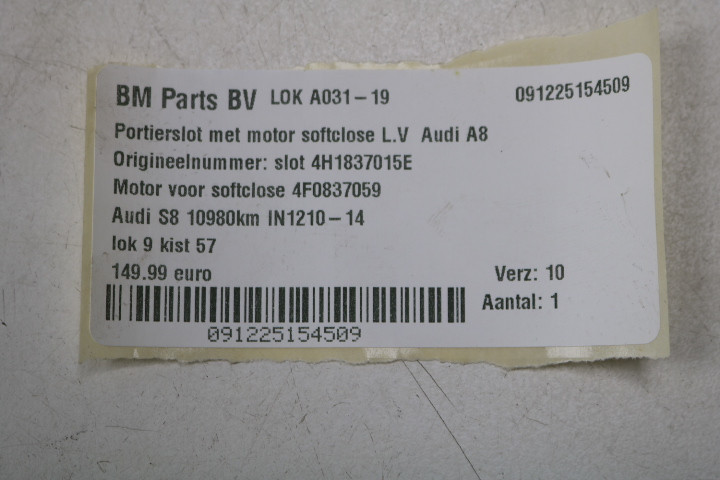 BM Parts BV LOK A031-19 091225154509
Portierslot met motor softclose L.V Audi A8
Origineelnummer: slot 4H1837015E
Motor voor softclose 4F0837059
Audi S8 10980km IN1210-14
lok 9 kist 57
149.99 euro Verz: 10
Aantal: 1
091225154509